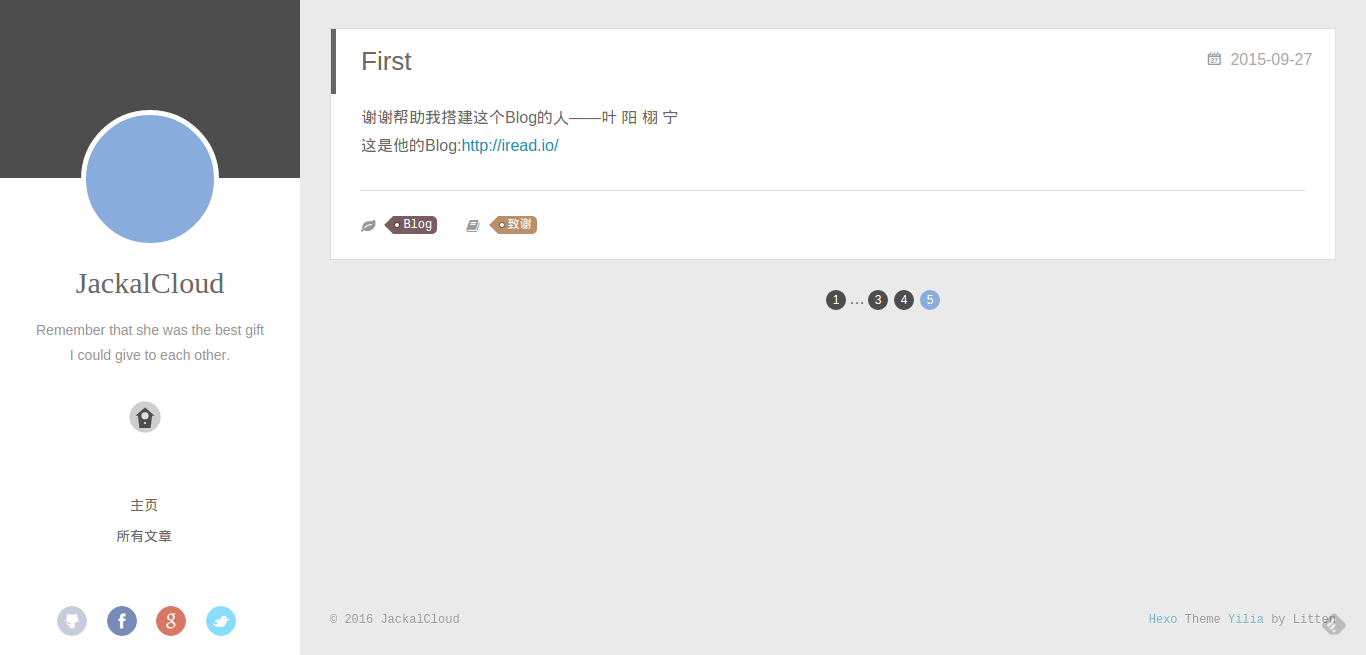 JackalCloud
Remember that she was the best gift
I could give to each other.
主页
所有文章
First
2015-09-27
谢谢帮助我搭建这个Blog的人——叶 阳 栩 宁
这是他的Blog:http://iread.io/
Blog
致谢
1 … 3 4 5
© 2016 JackalCloud
Hexo Theme Yilia by Litten